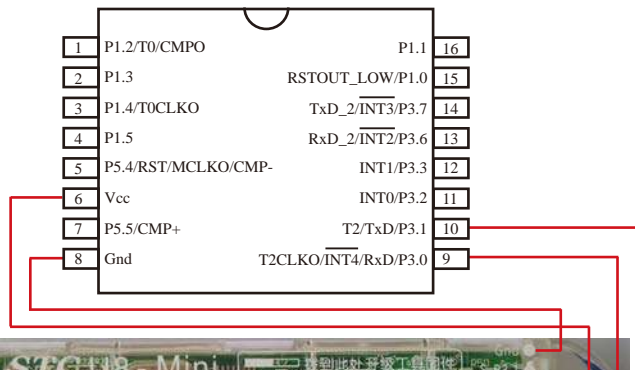 1 P1.2/T0/CMPO P1.1 16
2 P1.3 RSTOUT_LOW/P1.0 15
3 P1.4/T0CLKO TxD_2/INT3/P3.7 14
4 P1.5 RxD_2/INT2/P3.6 13
5 P5.4/RST/MCLKO/CMP- INT1/P3.3 12
6 Vcc INT0/P3.2 11
7 P5.5/CMP+ T2/TxD/P3.1 10
8 Gnd T2CLKO/INT4/RxD/P3.0 9
Gnd
Mini